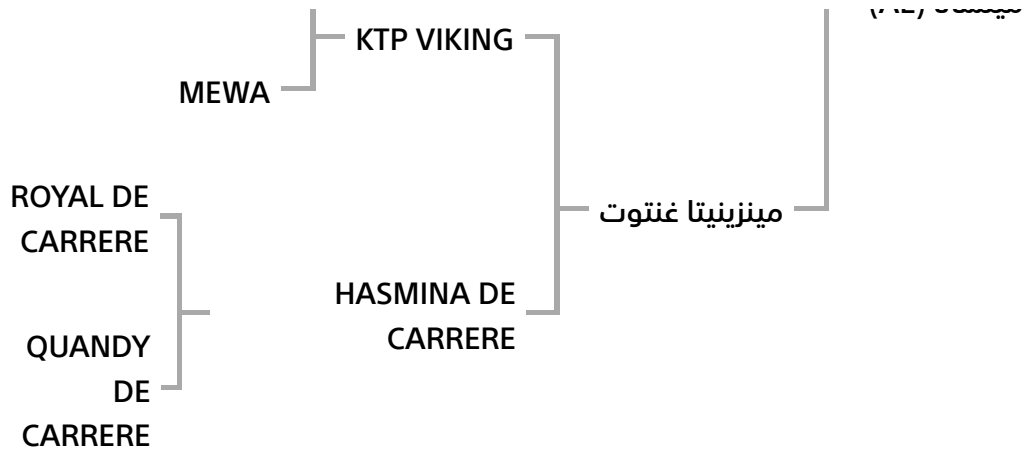 KTP VIKING
MEWA
ROYAL DE
CARRERE
مينزينيتا غنتوت
HASMINA DE
CARRERE
QUANDY
DE
CARRERE